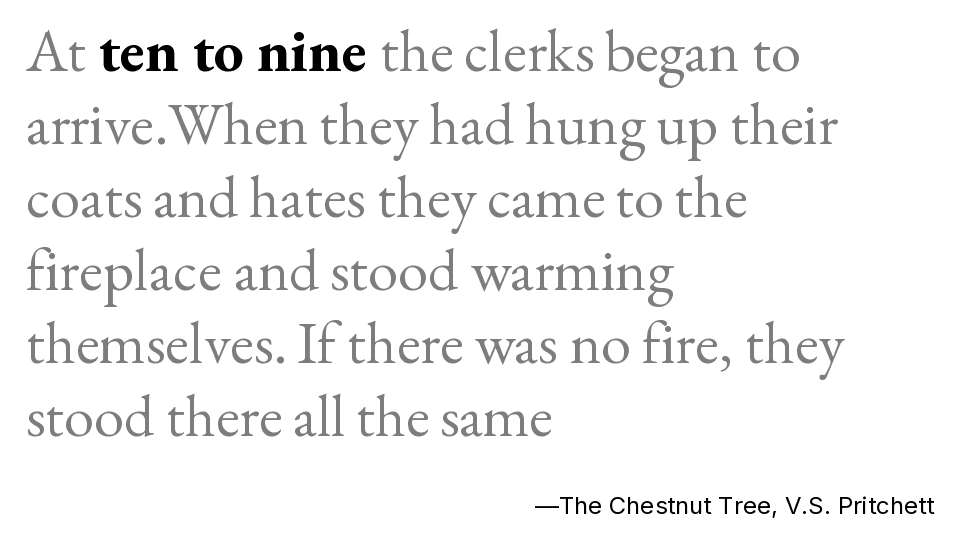 At ten to nine the clerks began to
arrive.When they had hung up their
coats and hates they came to the
fireplace and stood warming
themselves. If there was no fire, they
stood there all the same
—The Chestnut Tree, V.S. Pritchett